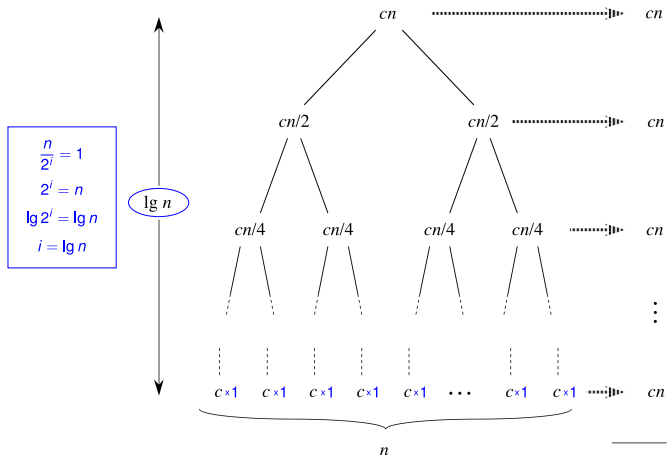 cn cn
cn/2 cn/2 cn
n/2^i = 1
2^i = n
lg n
lg 2^i = lg n
i = lg n
cn/4 cn/4 cn/4 cn/4 cn
⋮
c ×1 c ×1 c ×1 c ×1 c ×1 ··· c ×1 c ×1 cn
n